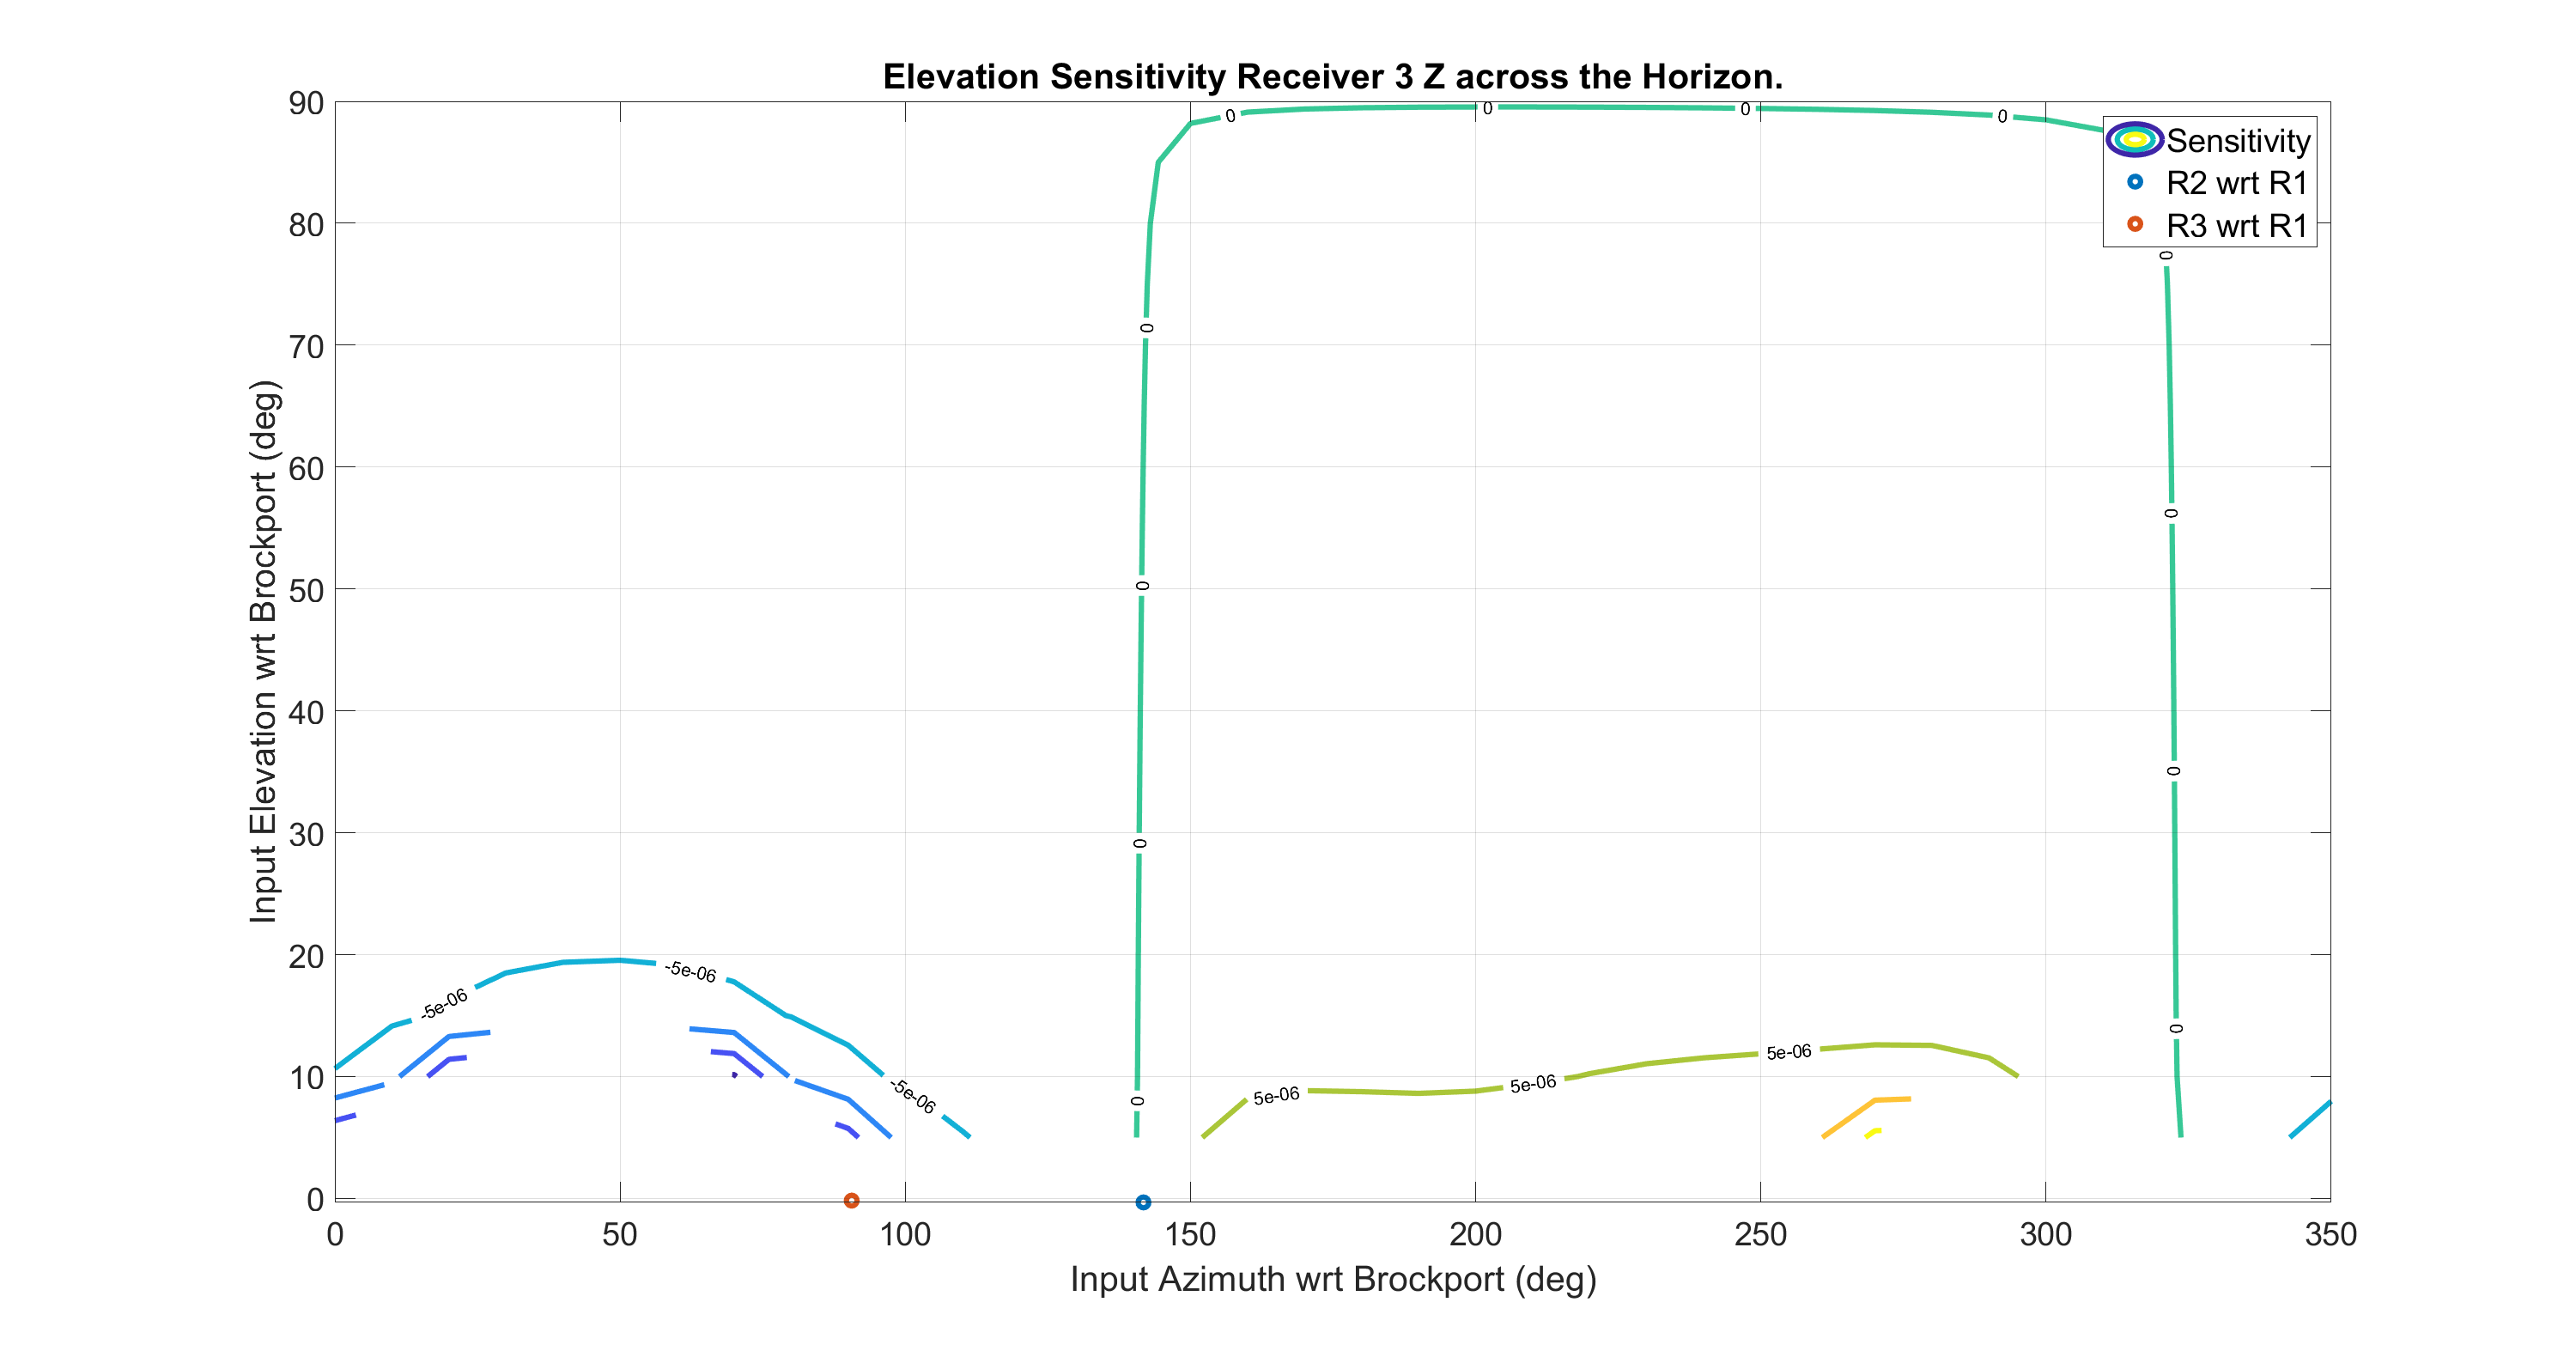 Elevation Sensitivity Receiver 3 Z across the Horizon.
Sensitivity
R2 wrt R1
R3 wrt R1
Input Elevation wrt Brockport (deg)
90
80
70
60
50
40
30
20
10
0
0 0 0 0
0
0
0
0
0
0
0
0
0
-5e-06 -5e-06 -5e-06
5e-06 5e-06 5e-06
0 50 100 150 200 250 300 350
Input Azimuth wrt Brockport (deg)